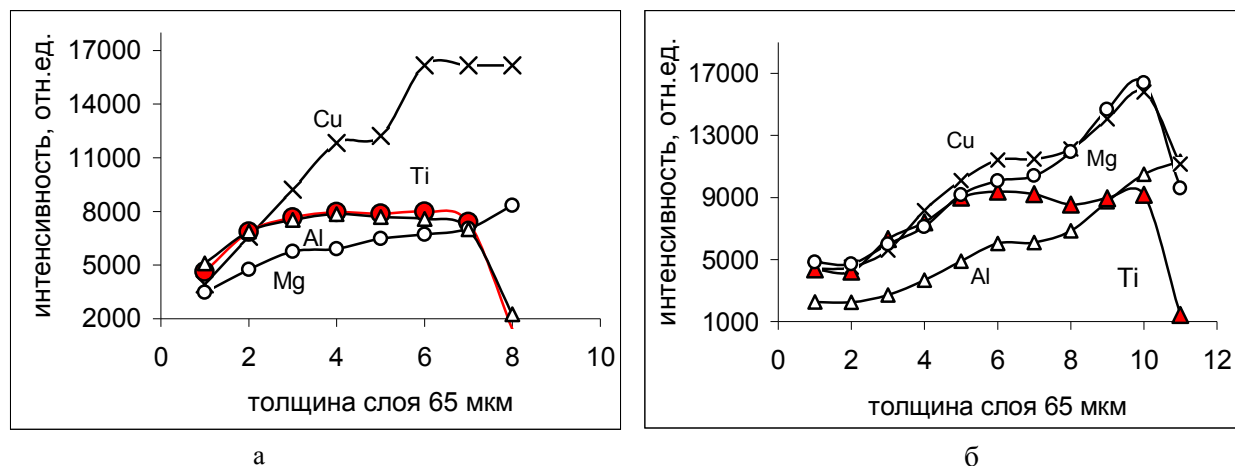 интенсивность, отн.ед.
17000
14000
11000
8000
5000
2000
Cu
Ti
Al
Mg
0 2 4 6 8 10
толщина слоя 65 мкм
а
интенсивность, отн.ед.
17000
13000
9000
5000
1000
Cu
Mg
Al
Ti
0 2 4 6 8 10 12
толщина слоя 65 мкм
б